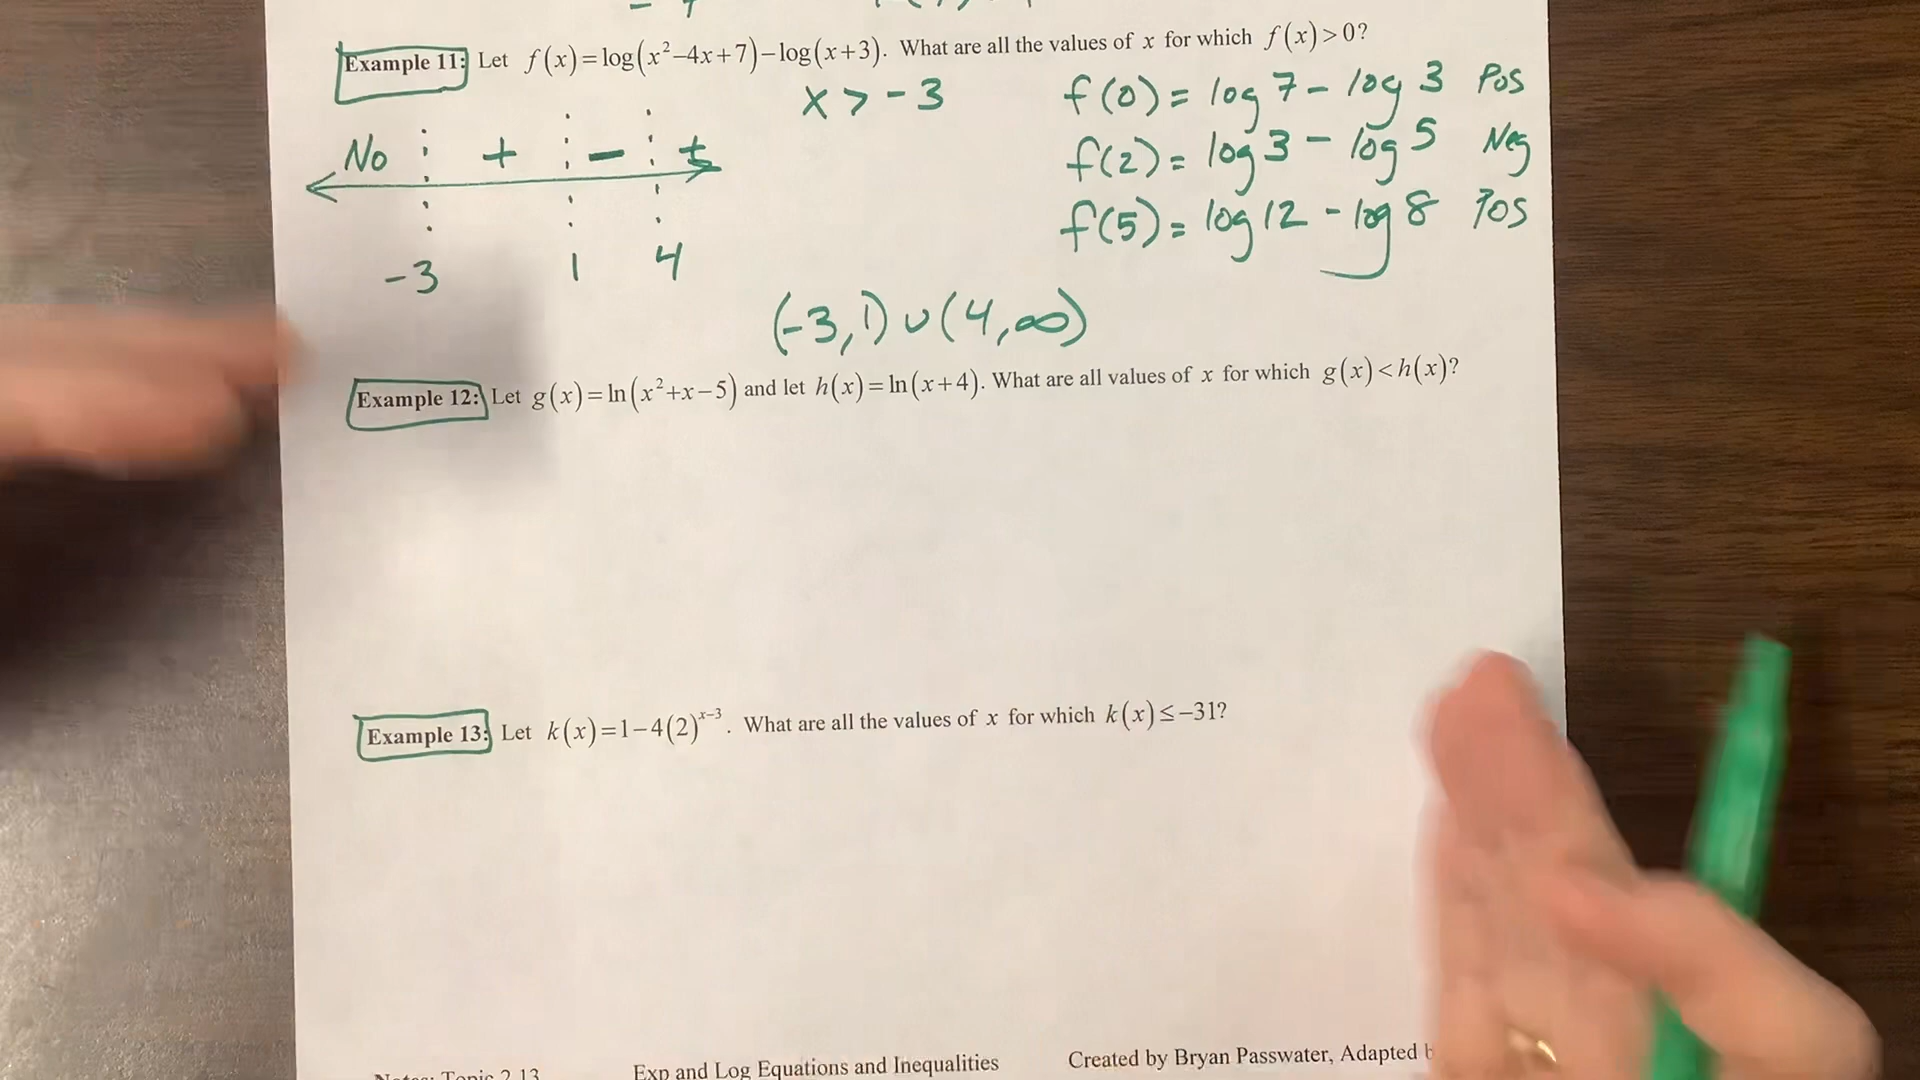 Example 11: Let f(x)=log(x²−4x+7)−log(x+3). What are all the values of x for which f(x)>0?
x > -3
f(0) = log 7 - log 3 Pos
No + - +
f(2) = log 3 - log 5 Neg
f(5) = log 12 - log 8 Pos
-3 1 4
(-3,1) ∪ (4,∞)
Example 12: Let g(x)=ln(x²+x−5) and let h(x)=ln(x+4). What are all values of x for which g(x)<h(x)?
Example 13: Let k(x)=1−4(2)^(x−3). What are all the values of x for which k(x)≤−31?
Notes: Topic 2.13 Exp and Log Equations and Inequalities Created by Bryan Passwater, Adapted